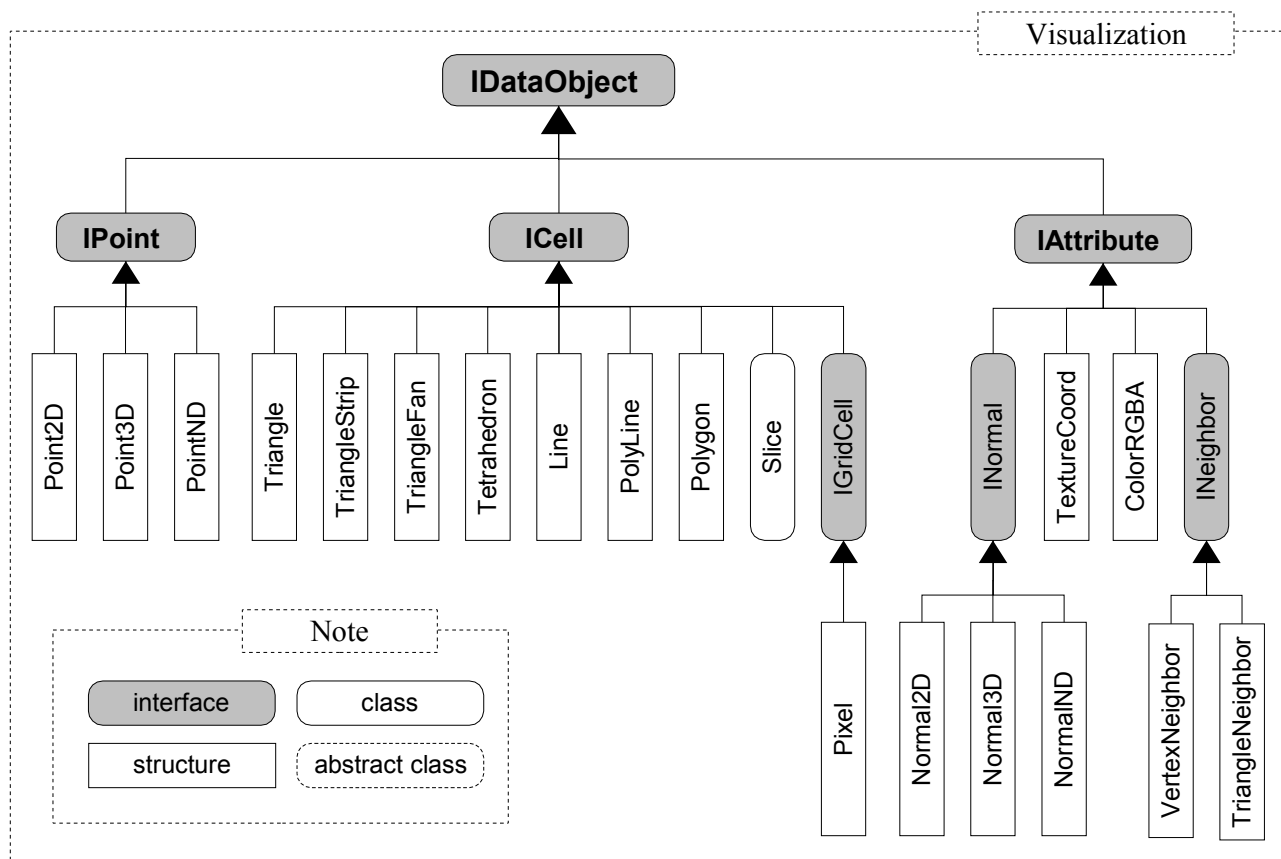 Visualization
IDataObject
IPoint
ICell
IAttribute
Point2D
Point3D
PointND
Triangle
TriangleStrip
TriangleFan
Tetrahedron
Line
PolyLine
Polygon
Slice
IGridCell
INormal
TextureCoord
ColorRGBA
INeighbor
Pixel
Normal2D
Normal3D
NormalND
VertexNeighbor
TriangleNeighbor
Note
interface
class
structure
abstract class